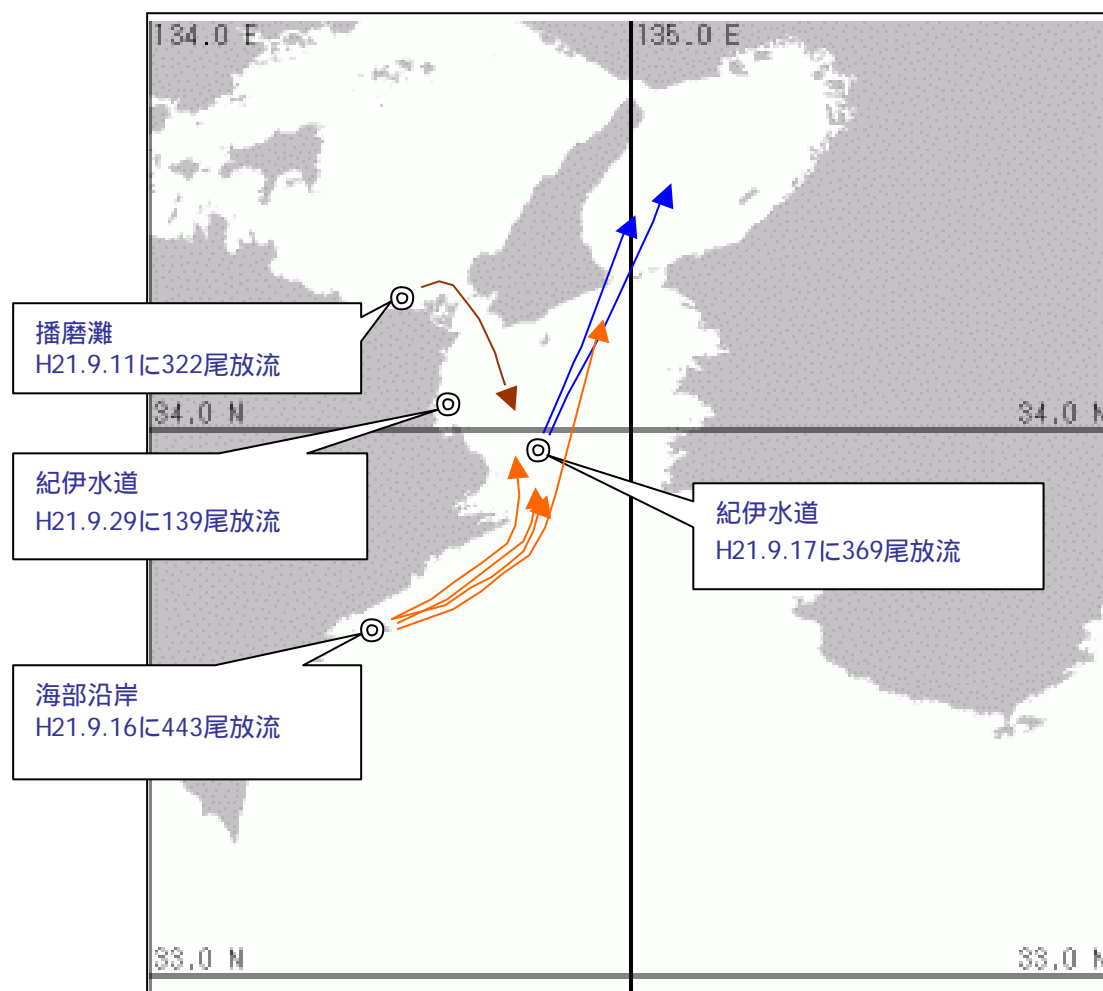 134.0 E
135.0 E
播磨灘
H21.9.11に322尾放流
34.0 N
34.0 N
紀伊水道
H21.9.29に139尾放流
紀伊水道
H21.9.17に369尾放流
海部沿岸
H21.9.16に443尾放流
33.0 N
33.0 N